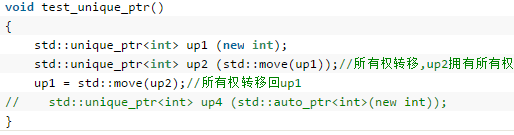 void test_unique_ptr()
{
    std::unique_ptr<int> up1 (new int);
    std::unique_ptr<int> up2 (std::move(up1));//所有权转移,up2拥有所有权
    up1 = std::move(up2);//所有权转移回up1
//    std::unique_ptr<int> up4 (std::auto_ptr<int>(new int));
}